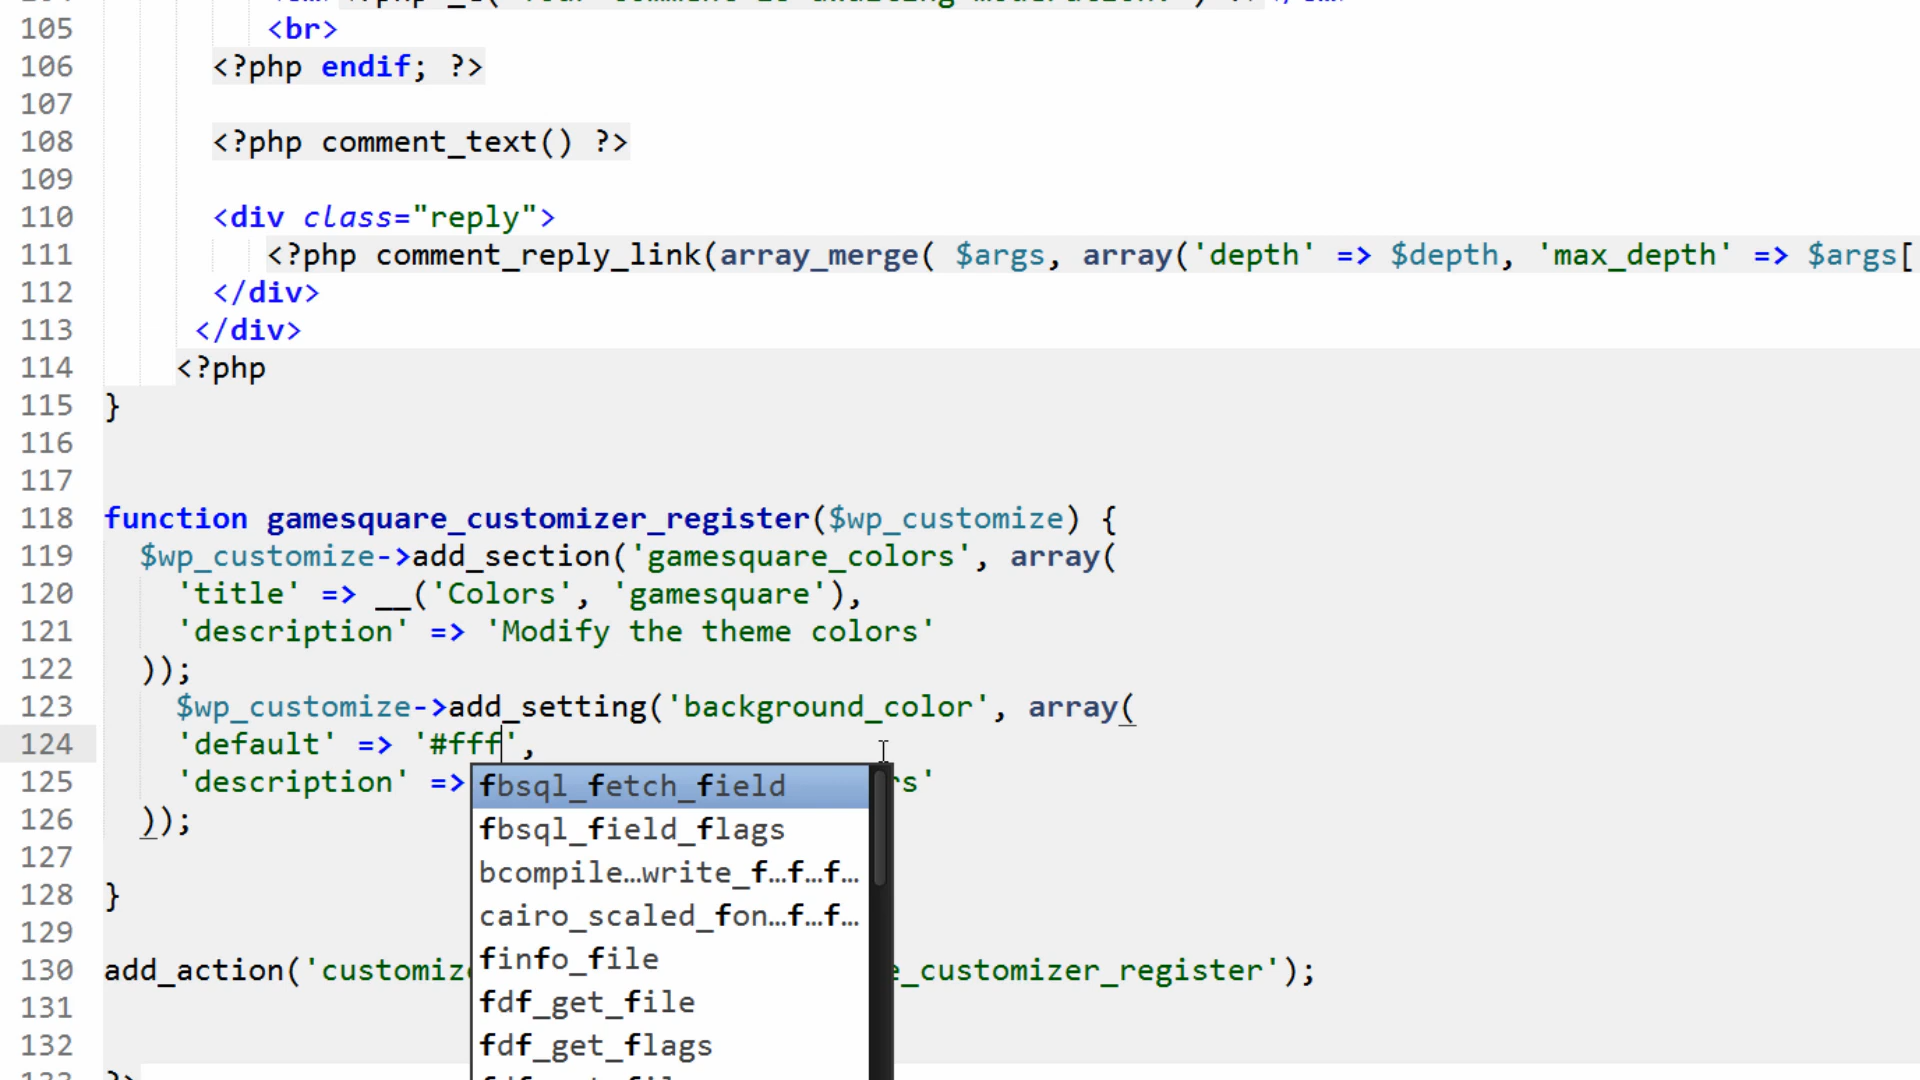 105 <br>
106 <?php endif; ?>
107
108 <?php comment_text() ?>
109
110 <div class="reply">
111 <?php comment_reply_link(array_merge( $args, array('depth' => $depth, 'max_depth' => $args[
112 </div>
113 </div>
114 <?php
115 }
116
117
118 function gamesquare_customizer_register($wp_customize) {
119 $wp_customize->add_section('gamesquare_colors', array(
120 'title' => __('Colors', 'gamesquare'),
121 'description' => 'Modify the theme colors'
122 ));
123 $wp_customize->add_setting('background_color', array(
124 'default' => '#fff',
125 'description' => rs'
126 ));
127
128 }
129
130 add_action('customiz e_customizer_register');
131
132
fbsql_fetch_field
fbsql_field_flags
bcompile…write_f…f…f…
cairo_scaled_fon…f…f…
finfo_file
fdf_get_file
fdf_get_flags